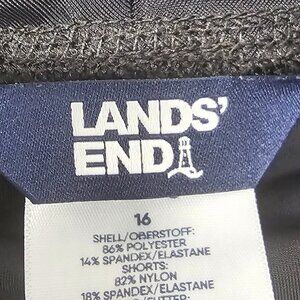 LANDS'
END
16
SHELL/OBERSTOFF:
86% POLYESTER
14% SPANDEX/ELASTANE
SHORTS:
82% NYLON
18% SPANDEX/ELASTANE